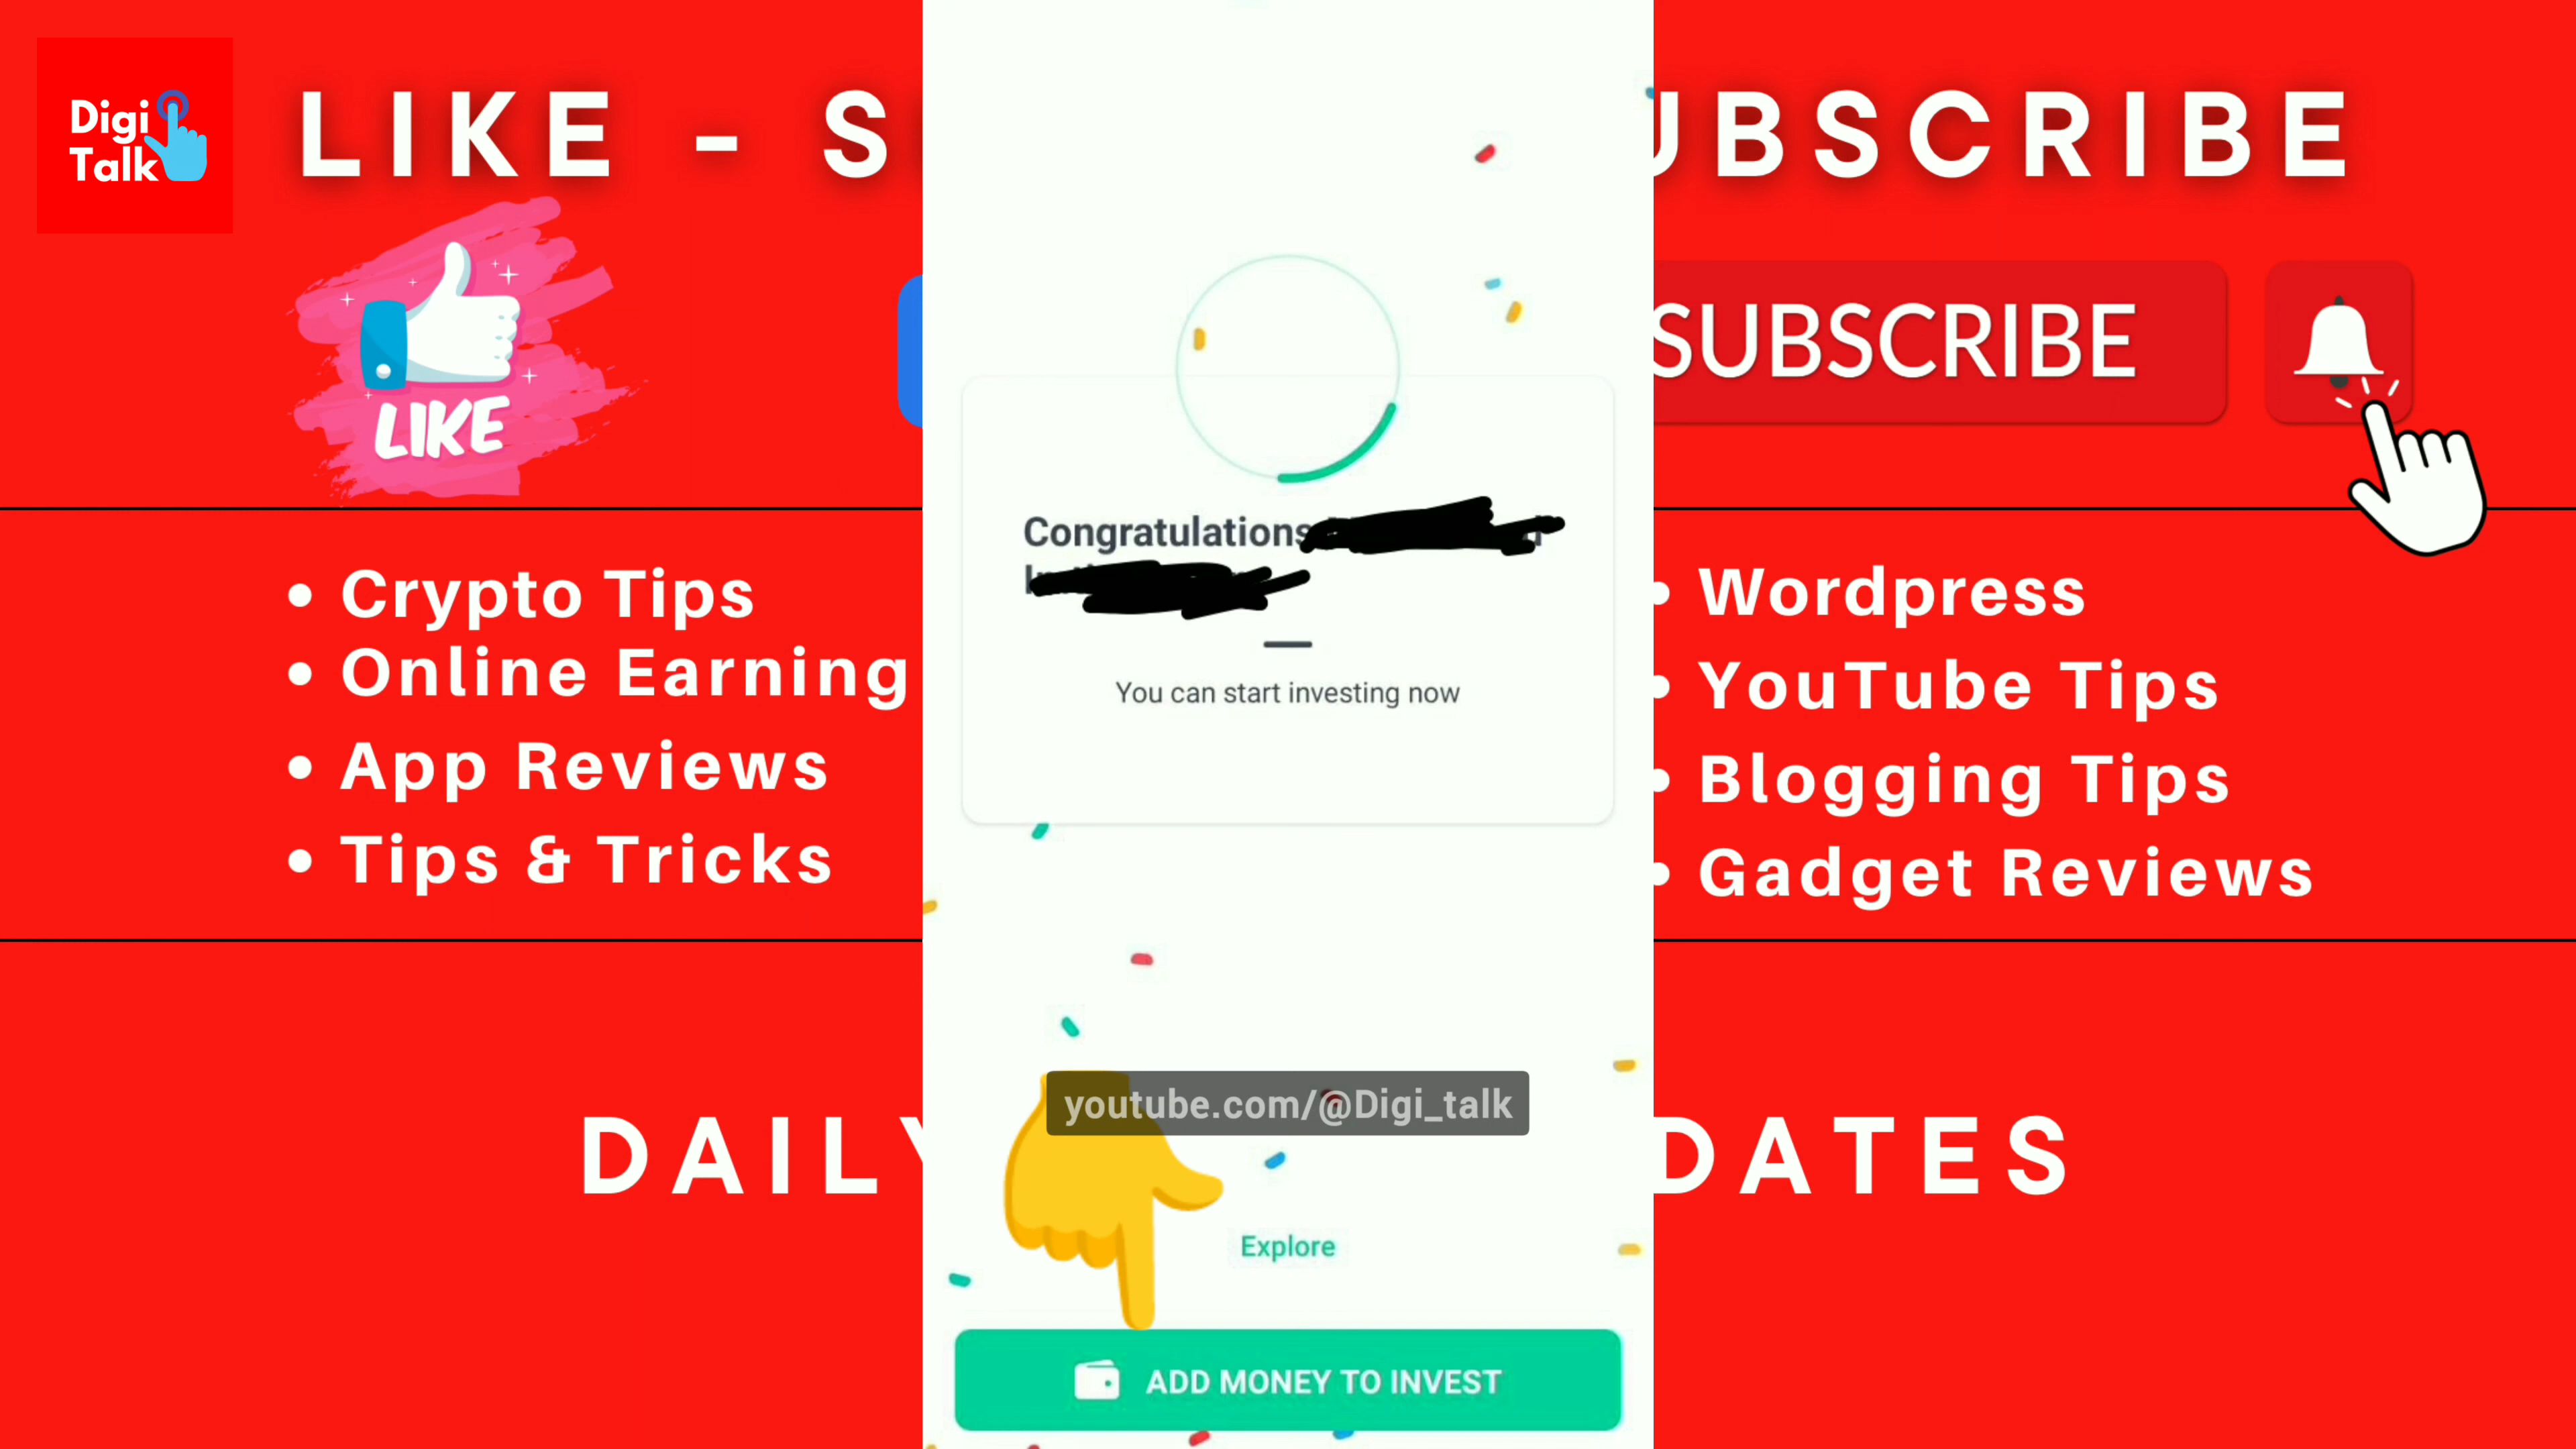 Digi
Talk
LIKE - S
UBSCRIBE
LIKE
SUBSCRIBE
Congratulations
You can start investing now
• Crypto Tips
• Online Earning
• App Reviews
• Tips & Tricks
• Wordpress
• YouTube Tips
• Blogging Tips
• Gadget Reviews
youtube.com/@Digi_talk
DAILY
DATES
Explore
ADD MONEY TO INVEST